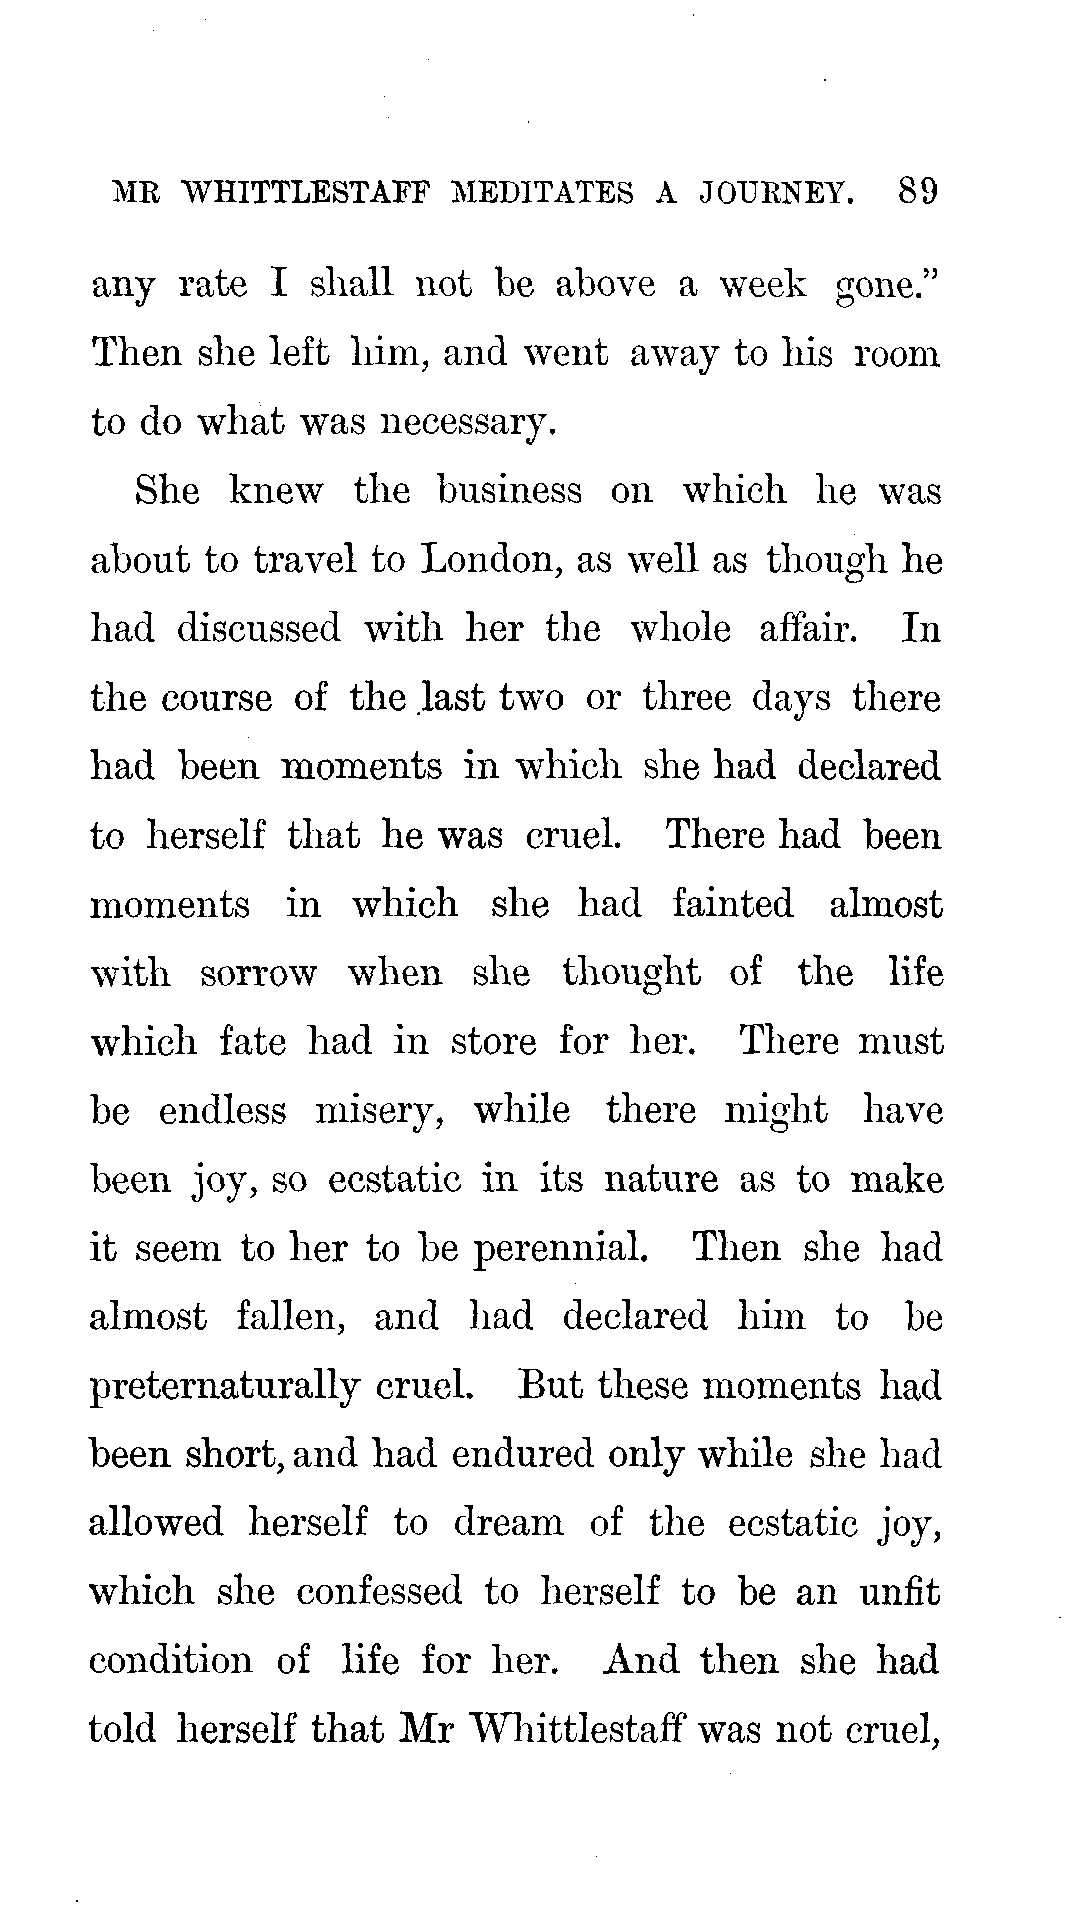 MR WHITTLESTAFF MEDITATES A JOURNEY. 89
any rate I shall not be above a week gone.”
Then she left him, and went away to his room
to do what was necessary.
She knew the business on which he was
about to travel to London, as well as though he
had discussed with her the whole affair. In
the course of the last two or three days there
had been moments in which she had declared
to herself that he was cruel. There had been
moments in which she had fainted almost
with sorrow when she thought of the life
which fate had in store for her. There must
be endless misery, while there might have
been joy, so ecstatic in its nature as to make
it seem to her to be perennial. Then she had
almost fallen, and had declared him to be
preternaturally cruel. But these moments had
been short, and had endured only while she had
allowed herself to dream of the ecstatic joy,
which she confessed to herself to be an unfit
condition of life for her. And then she had
told herself that Mr Whittlestaff was not cruel,